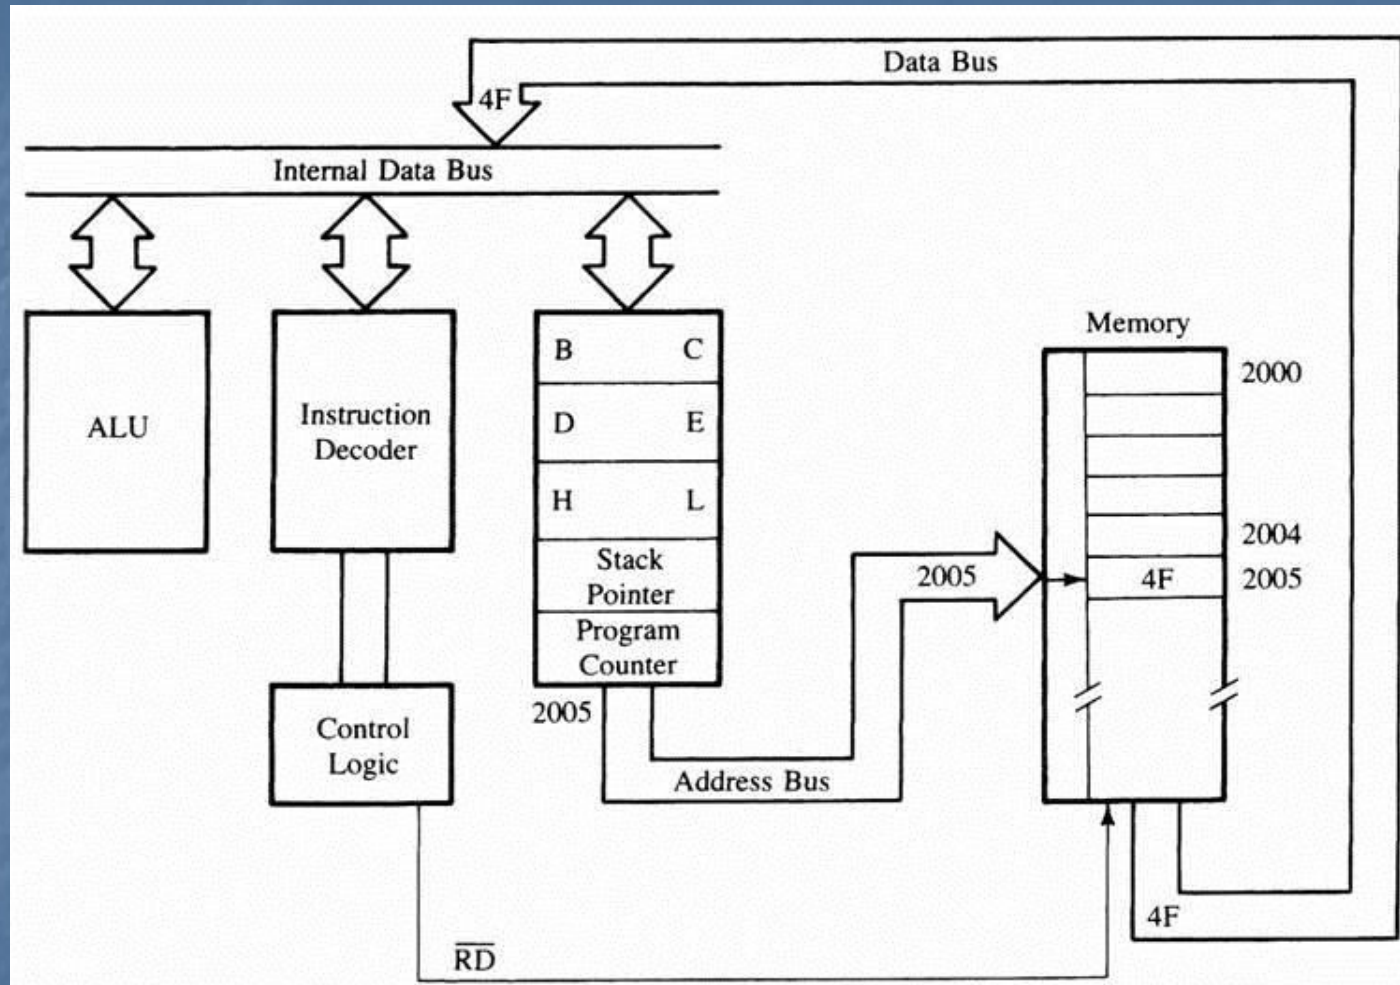 Data Bus
4F
Internal Data Bus
ALU
Instruction
Decoder
B C
D E
H L
Stack
Pointer
Program
Counter
2005
Control
Logic
Address Bus
2005
Memory
2000
2004
4F 2005
4F
RD